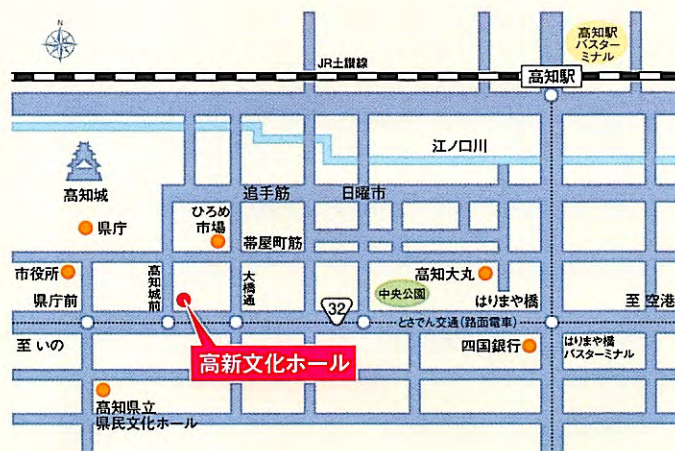 高知駅
バスター
ミナル
JR土讃線
高知駅
江ノ口川
高知城
追手筋
日曜市
ひろめ
市場
県庁
帯屋町筋
市役所
高知城前
大橋通
高知大丸
中央公園
県庁前
はりまや橋
至 空港
32
とさでん交通(路面電車)
至 いの
四国銀行
はりまや橋
バスターミナル
高新文化ホール
高知県立
県民文化ホール